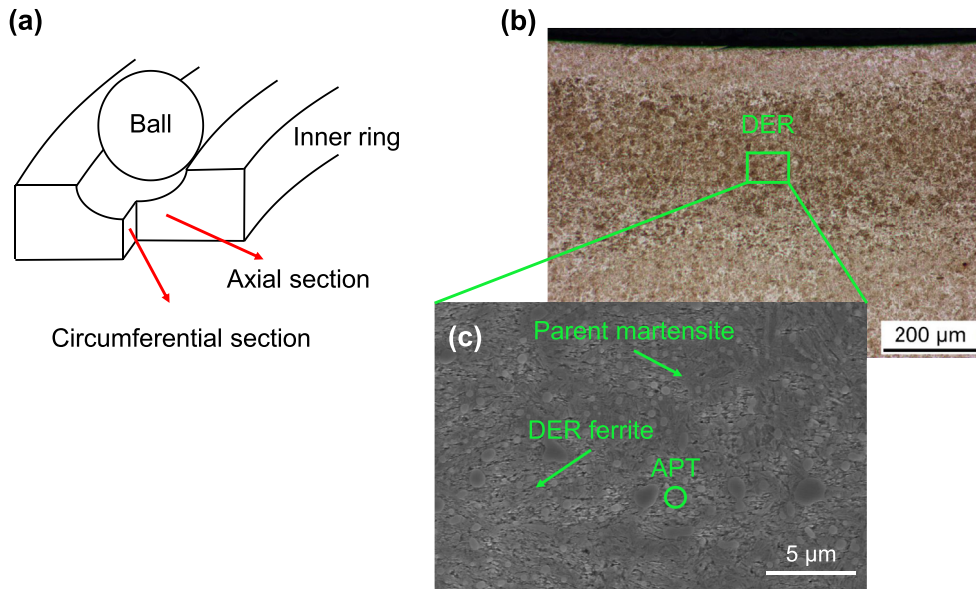 (a)
Ball
Inner ring
Axial section
Circumferential section
(b)
DER
200 µm
(c)
Parent martensite
DER ferrite
APT
5 µm